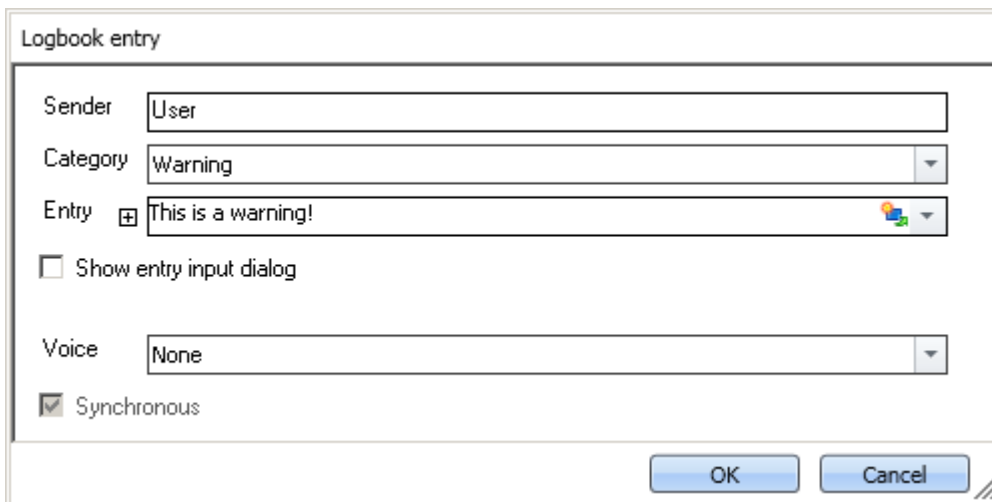 Logbook entry
Sender User
Category Warning
Entry This is a warning!
Show entry input dialog
Voice None
Synchronous
OK Cancel